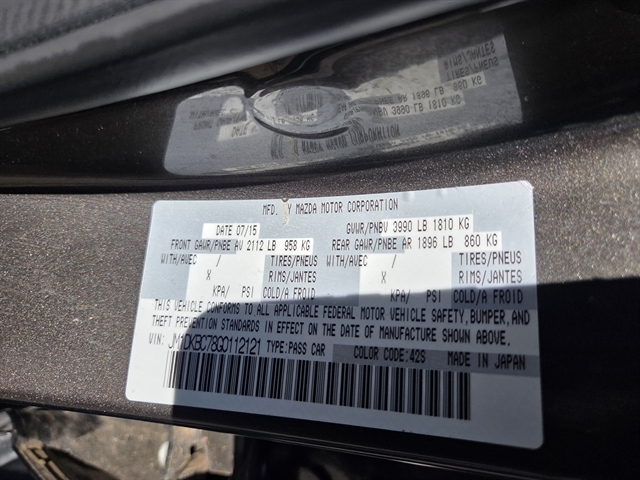 MFD. BY MAZDA MOTOR CORPORATION
DATE 07/15 GVWR/PNBV 3990 LB 1810 KG
FRONT GAWR/PNBE AV 2112 LB 958 KG REAR GAWR/PNBE AR 1896 LB 860 KG
WITH/AVEC / TIRES/PNEUS WITH/AVEC / TIRES/PNEUS
X RIMS/JANTES X RIMS/JANTES
KPA/ PSI COLD/A FROID KPA/ PSI COLD/A FROID
THIS VEHICLE CONFORMS TO ALL APPLICABLE FEDERAL MOTOR VEHICLE SAFETY, BUMPER, AND
THEFT PREVENTION STANDARDS IN EFFECT ON THE DATE OF MANUFACTURE SHOWN ABOVE.
VIN: JM1DKBC78G0112121 TYPE:PASS CAR COLOR CODE:42S MADE IN JAPAN